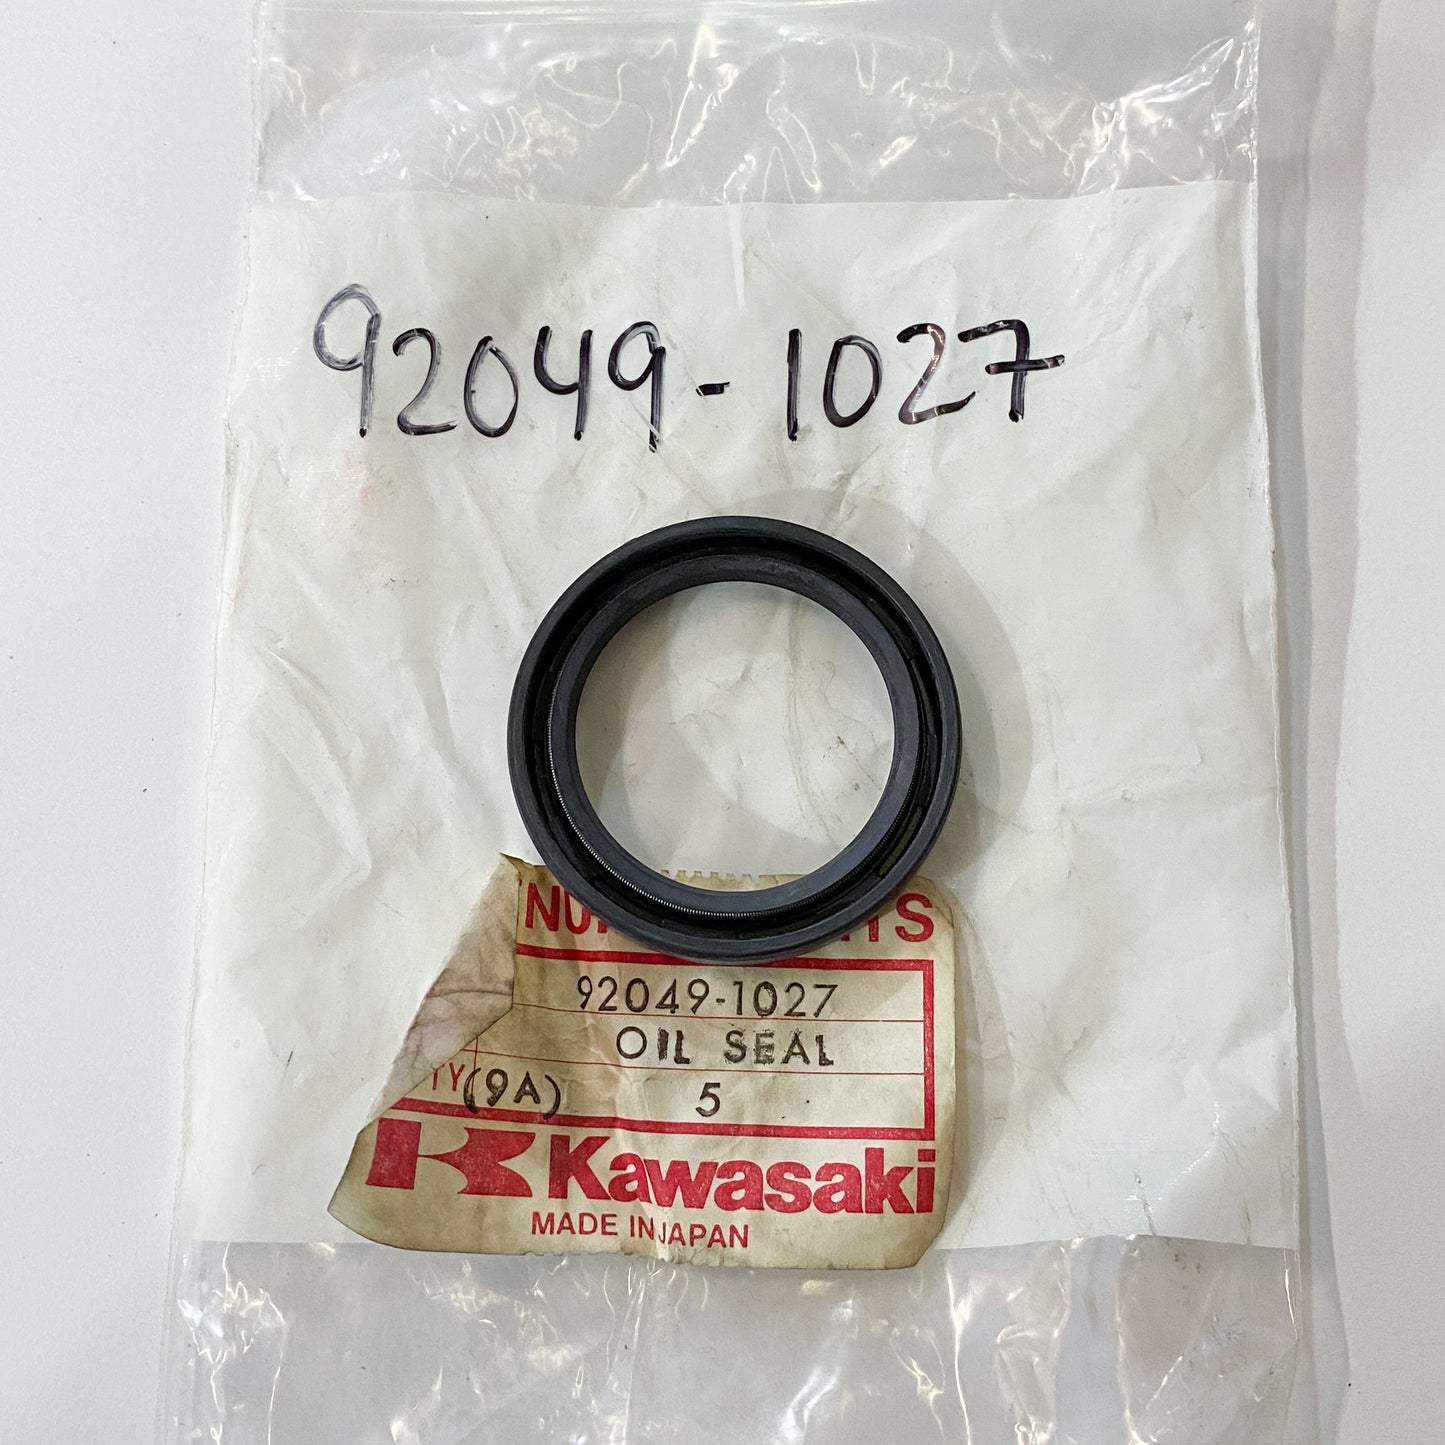 92049-1027
92049-1027
OIL SEAL
(9A) 5
Kawasaki
MADE IN JAPAN